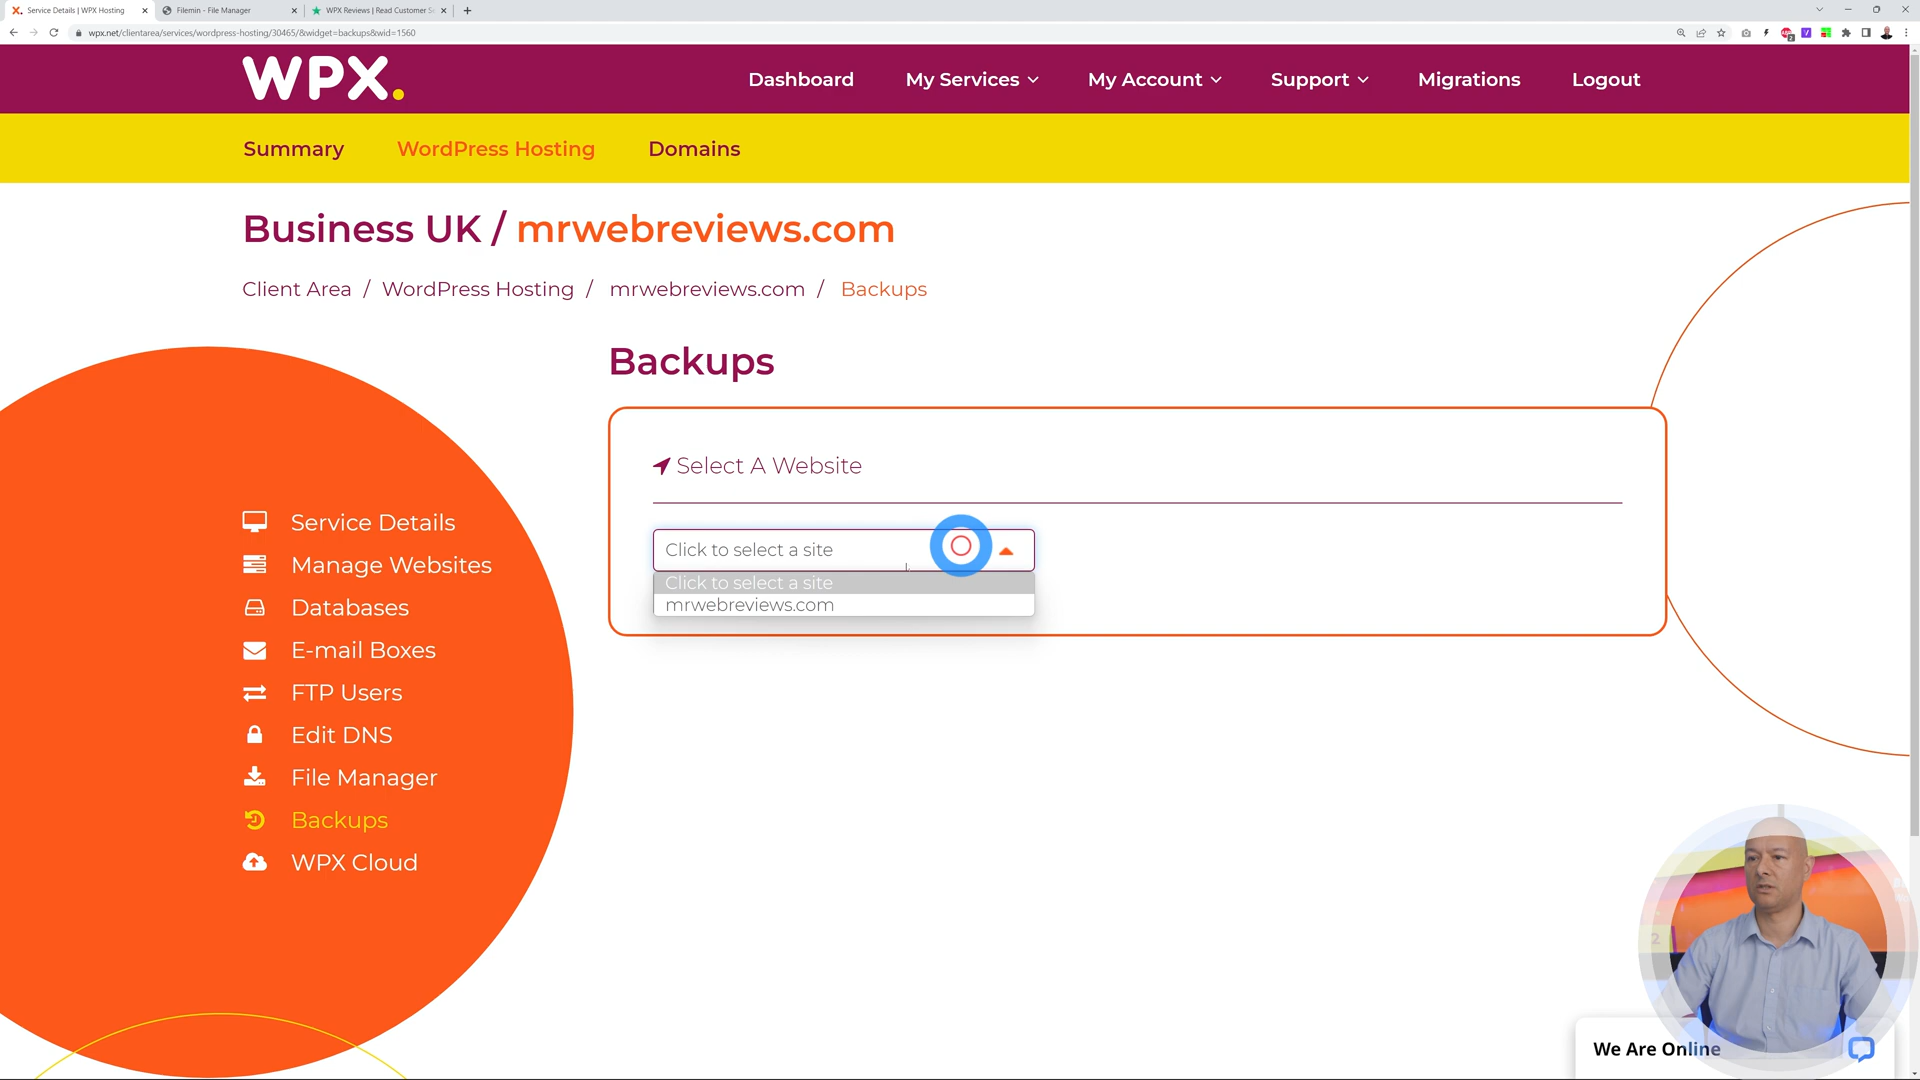 Service Details | WPX Hosting
Filemin - File Manager
WPX Reviews | Read Customer Se
wpx.net/clientarea/services/wordpress-hosting/30465/&widget=backups&wid=1560
WPX.
Dashboard
My Services
My Account
Support
Migrations
Logout
Summary
WordPress Hosting
Domains
Business UK / mrwebreviews.com
Client Area / WordPress Hosting / mrwebreviews.com / Backups
Backups
Select A Website
Click to select a site
Click to select a site
mrwebreviews.com
Service Details
Manage Websites
Databases
E-mail Boxes
FTP Users
Edit DNS
File Manager
Backups
WPX Cloud
We Are Online